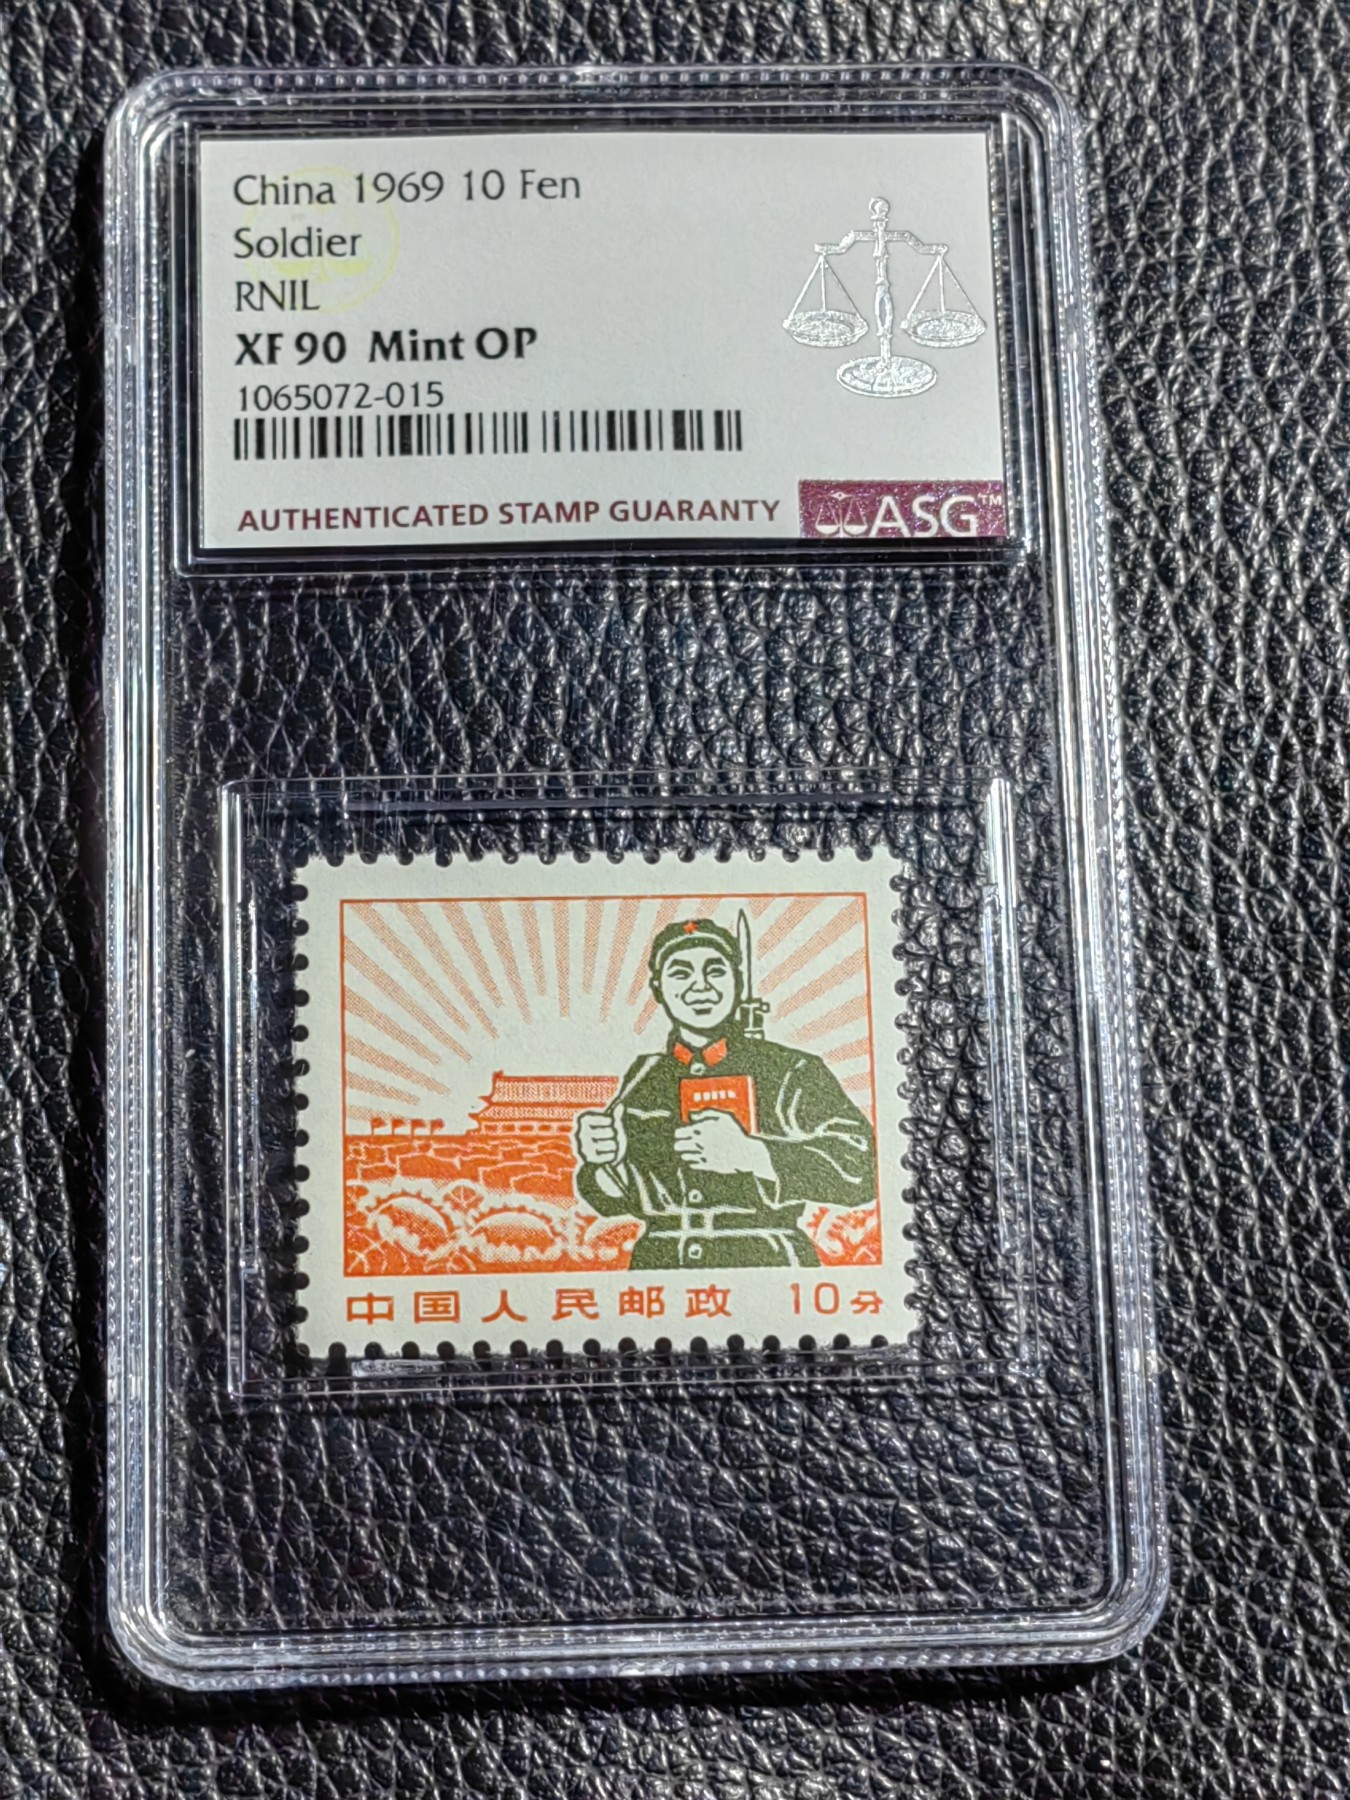 China 1969 10 Fen
Soldier
RNIL
XF 90 Mint OP
1065072-015
AUTHENTICATED STAMP GUARANTY
ASG™
中国人民邮政 10分